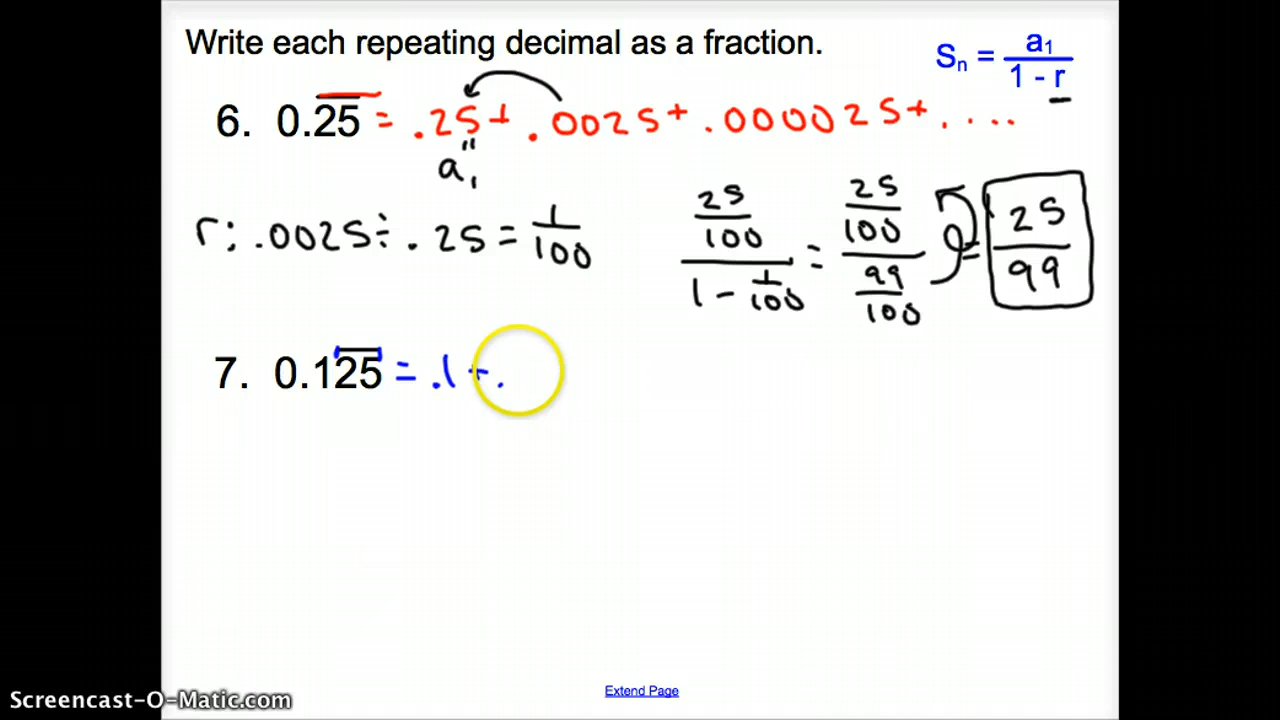 Write each repeating decimal as a fraction.
Sn = a1 / 1 - r
6. 0.25 = .25 + .0025 + .000025 + . . . .
a1
r: .0025 ÷ .25 = 1/100
25/100 / 1 - 1/100 = 25/100 / 99/100 = 25/99
7. 0.125 = .1 + .
Extend Page
Screencast-O-Matic.com